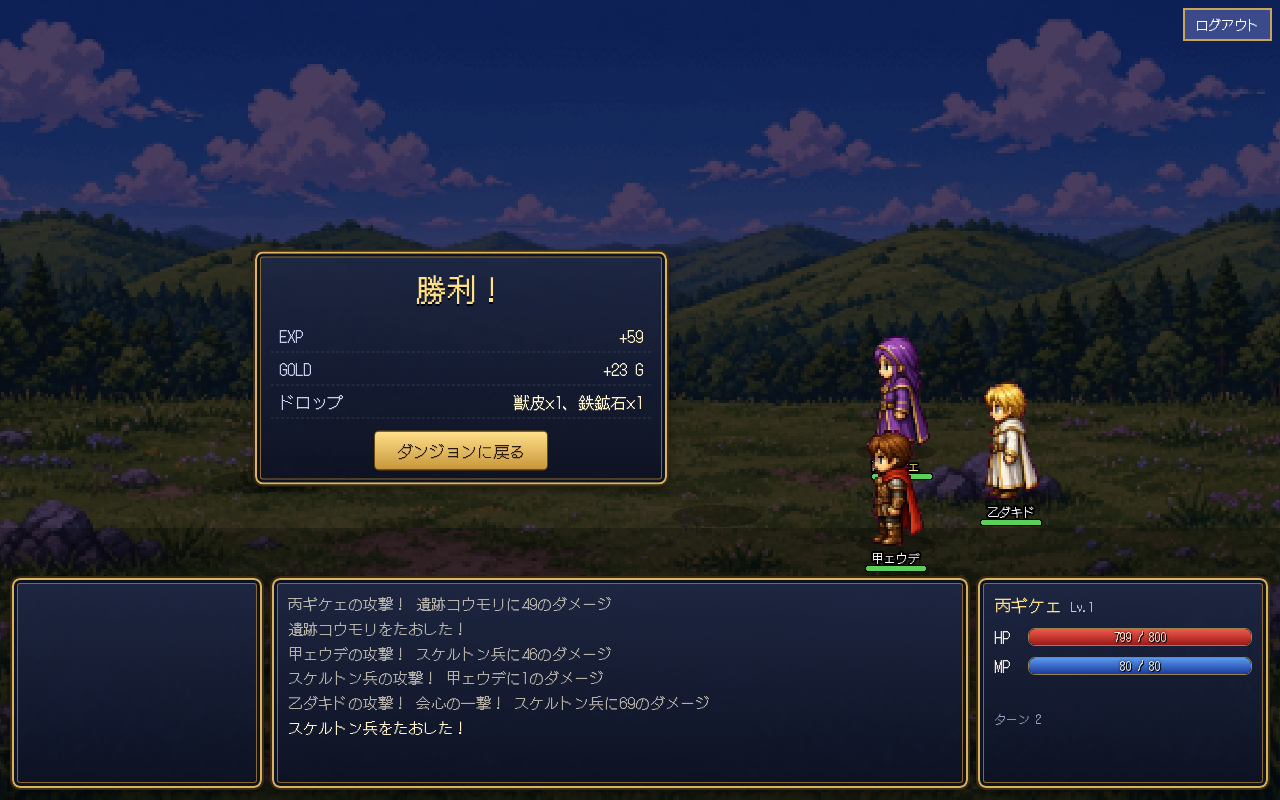 ログアウト
勝利！
EXP +59
GOLD +23 G
ドロップ 獣皮x1、鉄鉱石x1
ダンジョンに戻る
ェ
乙ダキド
甲ェウデ
丙ギケェの攻撃！ 遺跡コウモリに49のダメージ
遺跡コウモリをたおした！
甲ェウデの攻撃！ スケルトン兵に46のダメージ
スケルトン兵の攻撃！ 甲ェウデに1のダメージ
乙ダキドの攻撃！ 会心の一撃！ スケルトン兵に69のダメージ
スケルトン兵をたおした！
丙ギケェ Lv.1
HP 799 / 800
MP 80 / 80
ターン 2